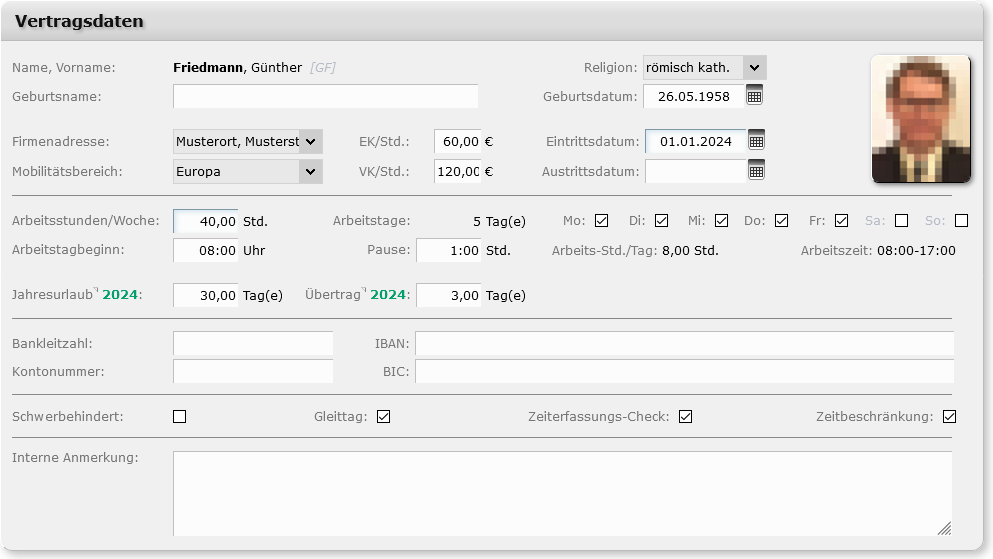 Vertragsdaten
Name, Vorname: Friedmann, Günther [GF] Religion: römisch kath.
Geburtsname: Geburtsdatum: 26.05.1958
Firmenadresse: Musterort, Musterst EK/Std.: 60,00 € Eintrittsdatum: 01.01.2024
Mobilitätsbereich: Europa VK/Std.: 120,00 € Austrittsdatum:
Arbeitsstunden/Woche: 40,00 Std. Arbeitstage: 5 Tag(e) Mo: Di: Mi: Do: Fr: Sa: So:
Arbeitstagbeginn: 08:00 Uhr Pause: 1:00 Std. Arbeits-Std./Tag: 8,00 Std. Arbeitszeit: 08:00-17:00
Jahresurlaub 2024: 30,00 Tag(e) Übertrag 2024: 3,00 Tag(e)
Bankleitzahl: IBAN:
Kontonummer: BIC:
Schwerbehindert: Gleittag: Zeiterfassungs-Check: Zeitbeschränkung:
Interne Anmerkung: